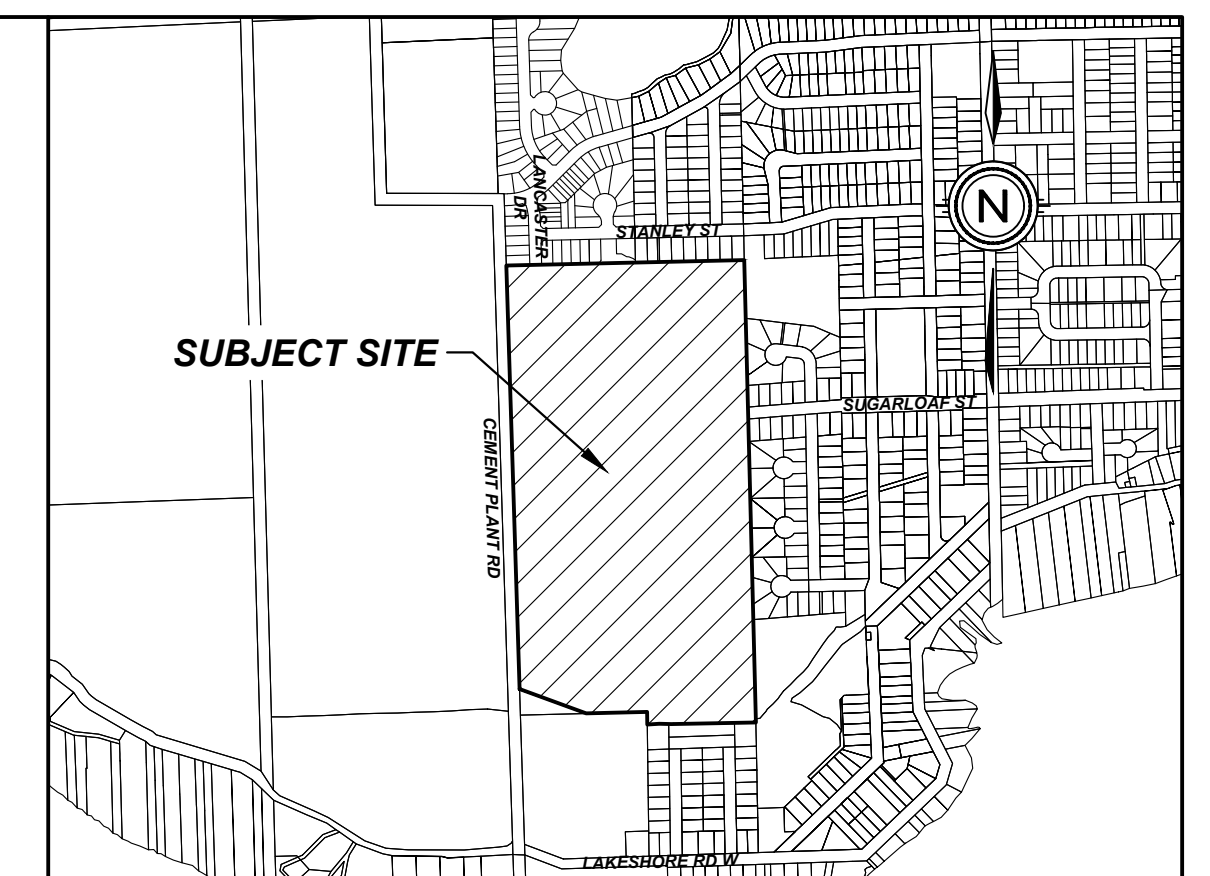 LANCASTER
DR
STANLEY ST
N
SUBJECT SITE
SUGARLOAF ST
CEMENT PLANT RD
LAKESHORE RD W